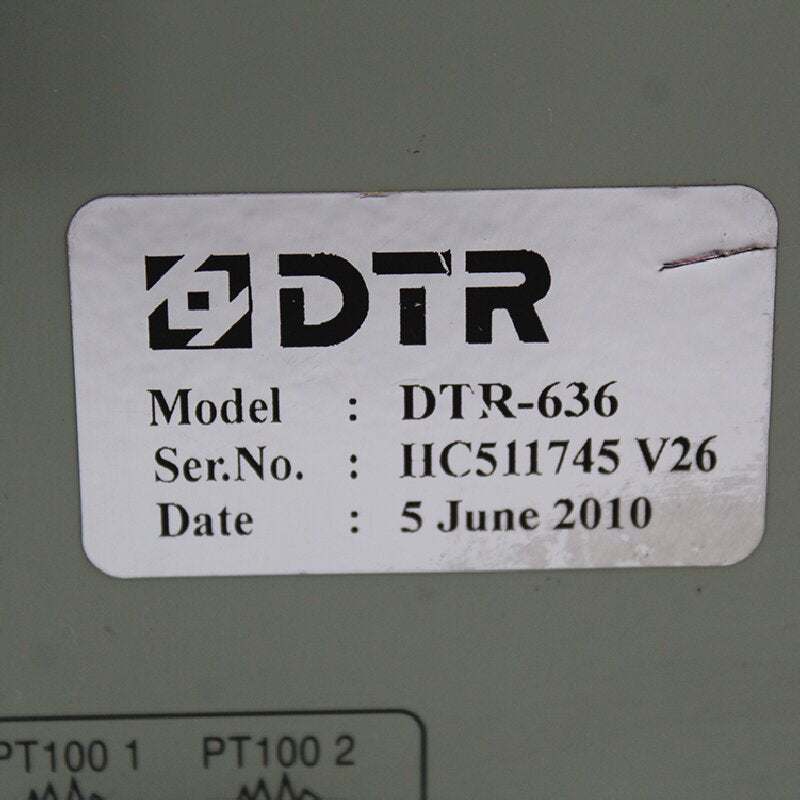 DTR
Model : DTR-636
Ser.No. : HC511745 V26
Date : 5 June 2010
PT100 1 PT100 2